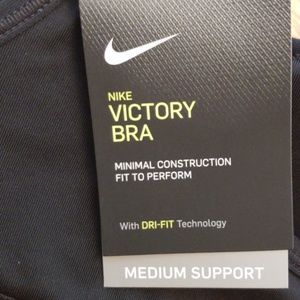 NIKE
VICTORY
BRA
MINIMAL CONSTRUCTION
FIT TO PERFORM
With DRI-FIT Technology
MEDIUM SUPPORT